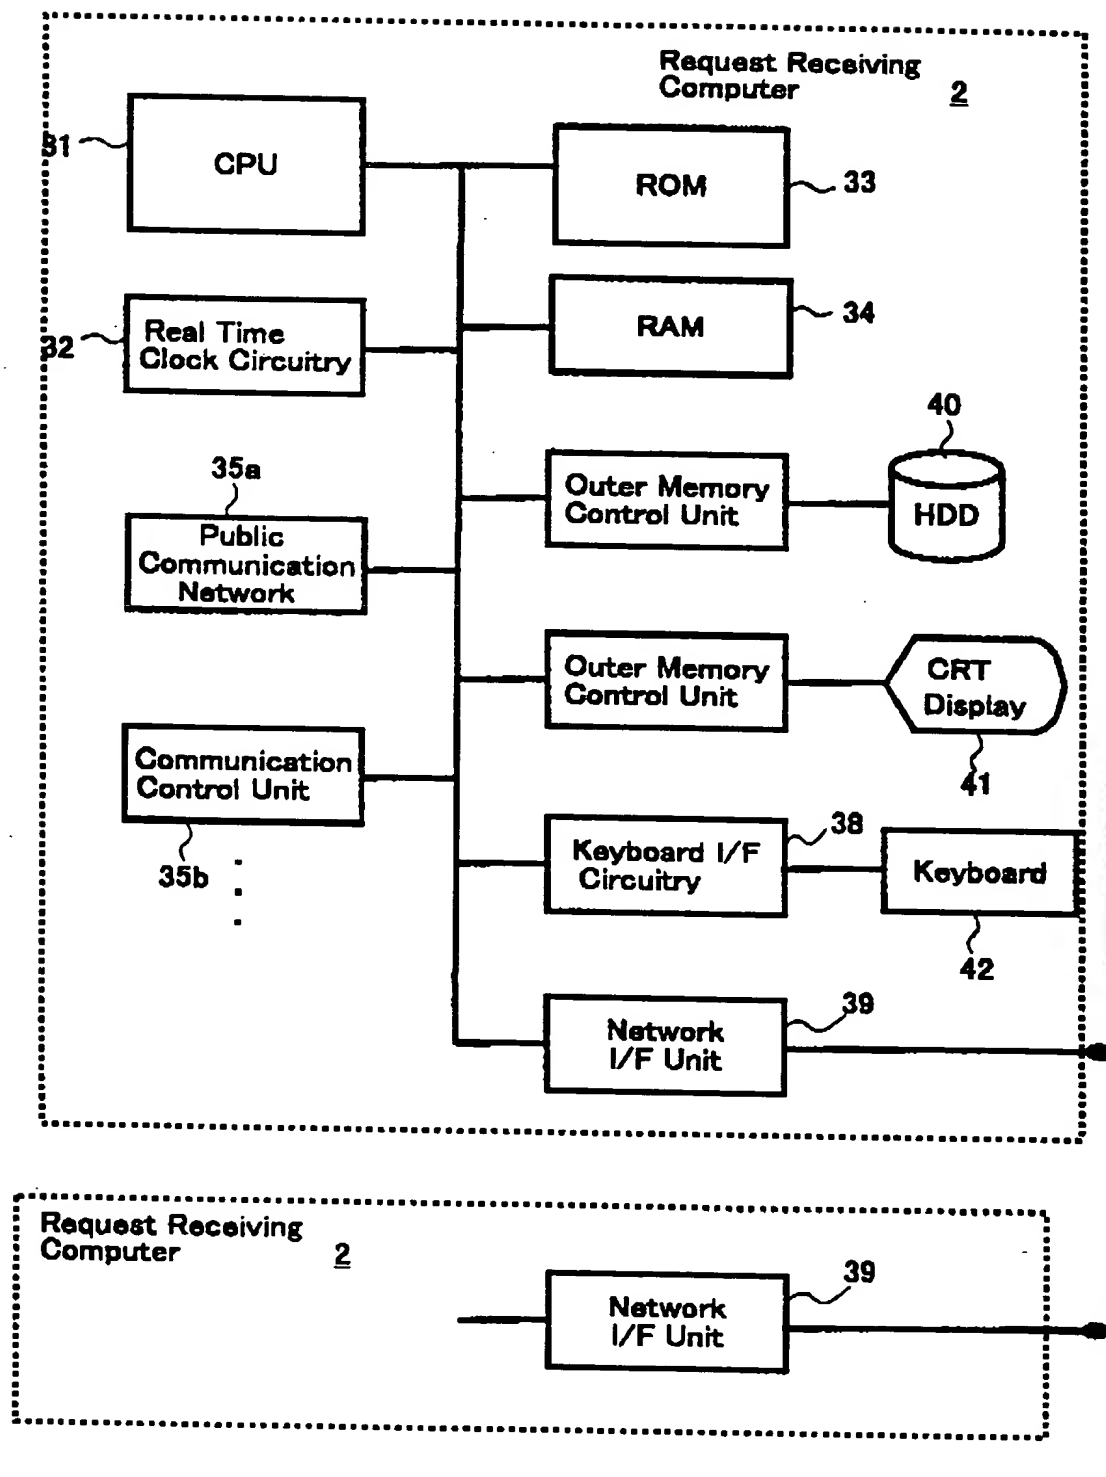 Request Receiving
Computer
2
31
CPU
ROM
33
32
Real Time
Clock Circuitry
RAM
34
40
35a
Public
Communication
Network
Outer Memory
Control Unit
HDD
Outer Memory
Control Unit
CRT
Display
41
Communication
Control Unit
35b
Keyboard I/F
Circuitry
38
Keyboard
42
Network
I/F Unit
39
Request Receiving
Computer
2
Network
I/F Unit
39